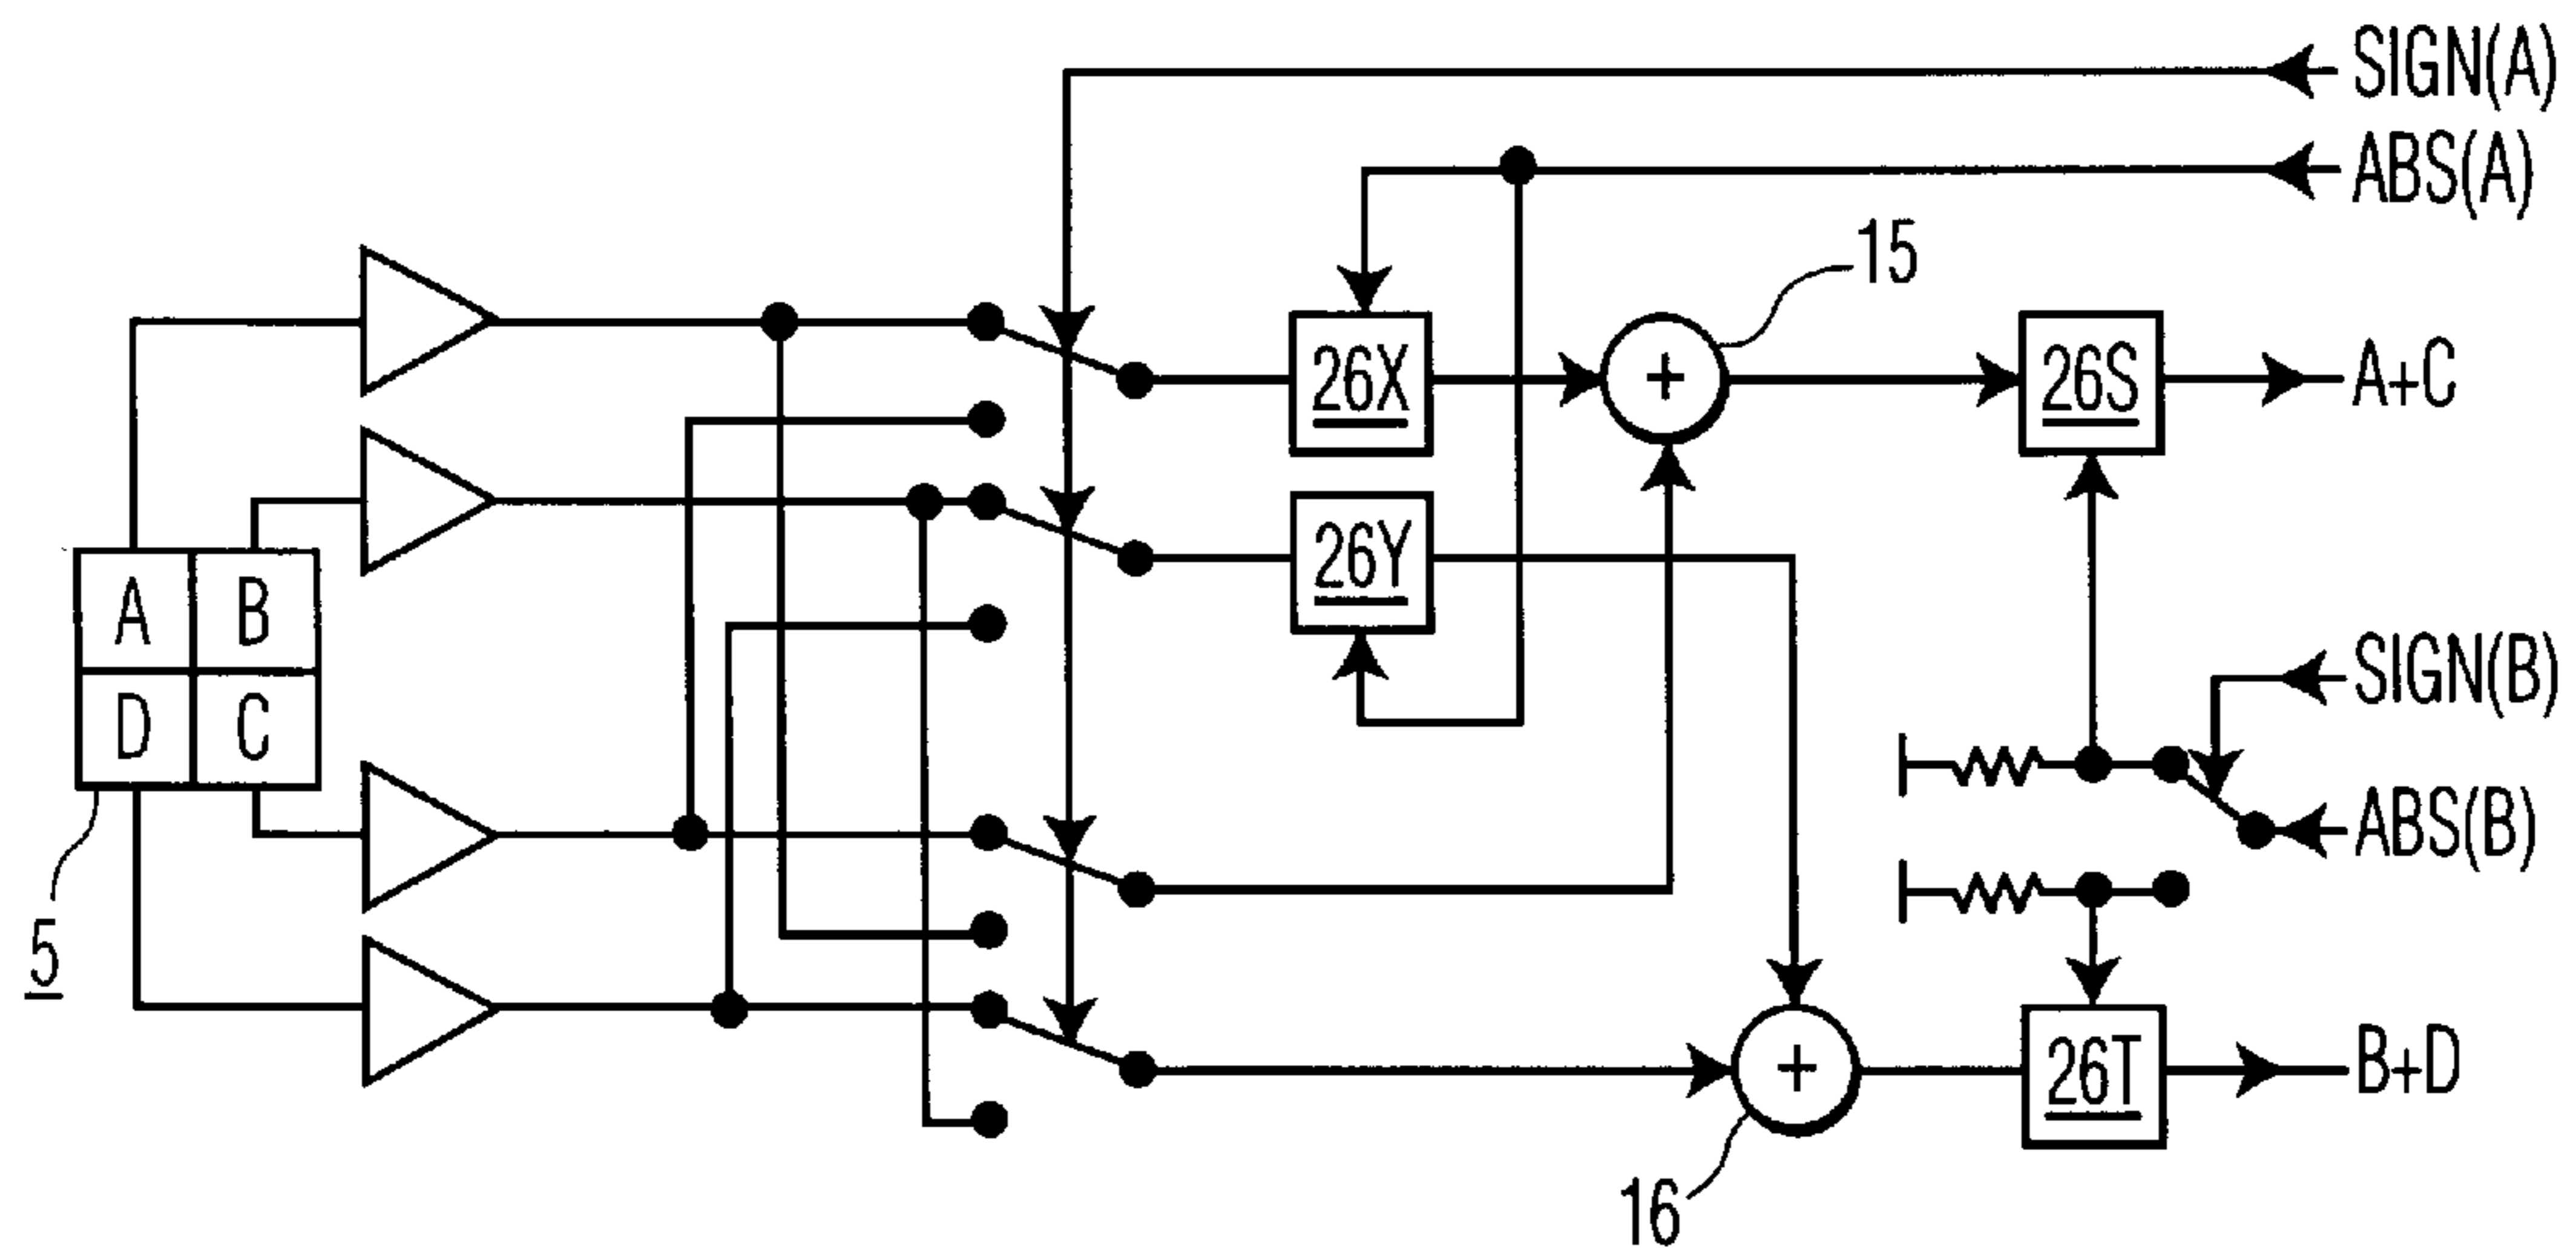 SIGN(A)
ABS(A)
15
26X
+
26S
A+C
26Y
A B
D C
SIGN(B)
ABS(B)
5
+
26T
B+D
16